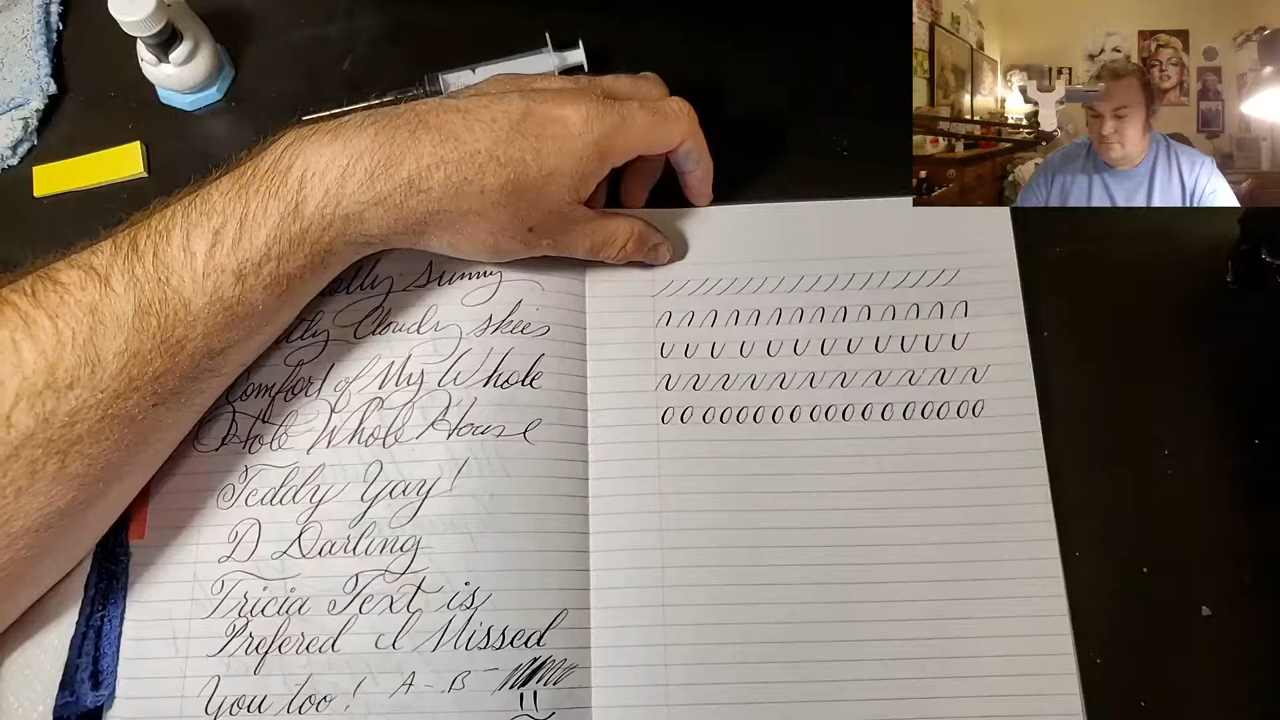 Sunny
Cloudy skies
Comfort of My Whole
Whole House
Teddy Yay!
D Darling
Tricia Text is
Prefered I Missed
You too! A-B-